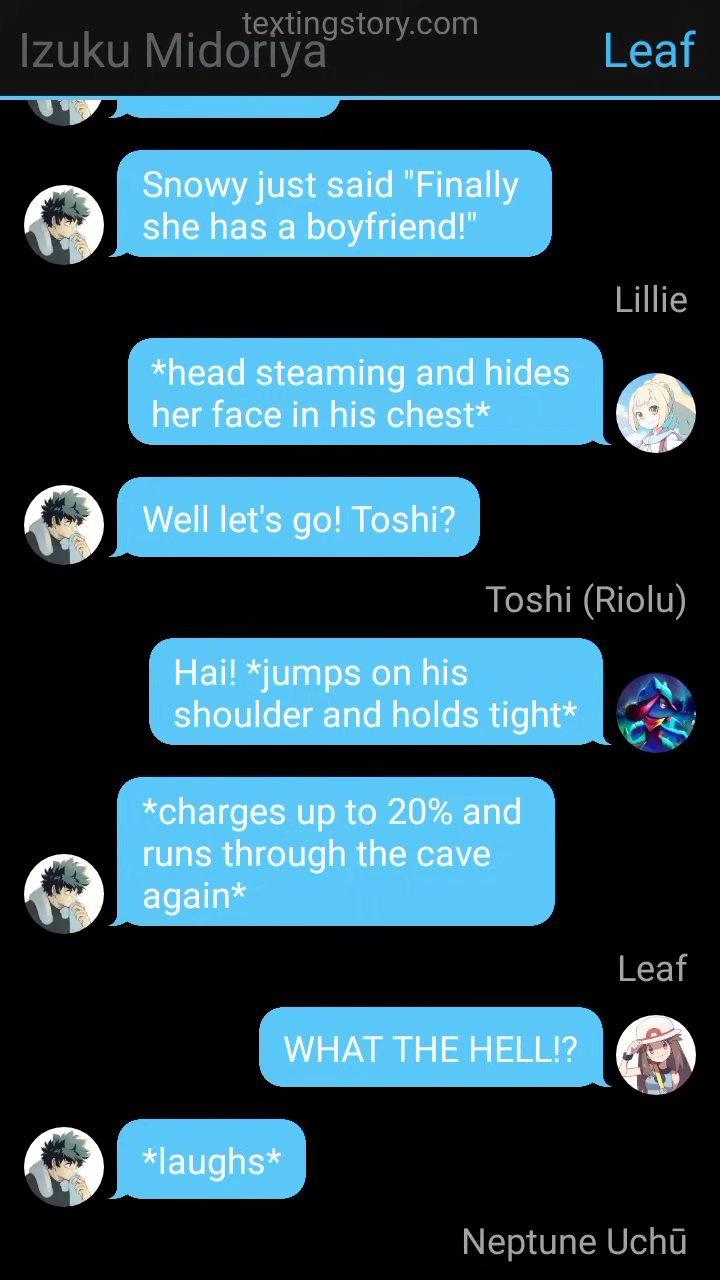 textingstory.com
Izuku Midoriya
Leaf
Snowy just said "Finally
she has a boyfriend!"
Lillie
*head steaming and hides
her face in his chest*
Well let's go! Toshi?
Toshi (Riolu)
Hai! *jumps on his
shoulder and holds tight*
*charges up to 20% and
runs through the cave
again*
Leaf
WHAT THE HELL!?
*laughs*
Neptune Uchū